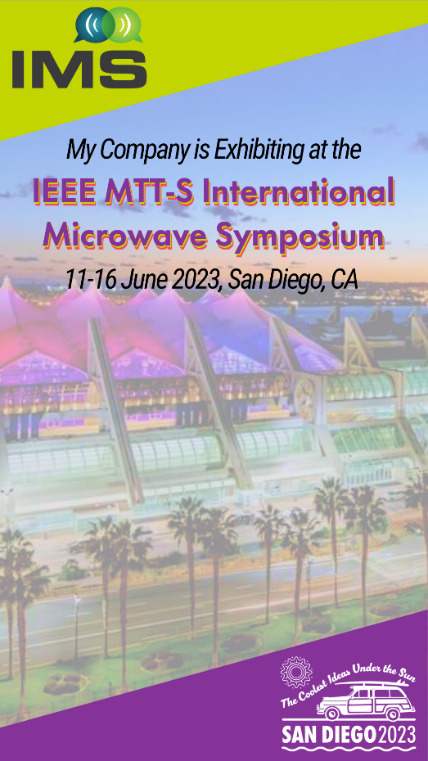 IMS
My Company is Exhibiting at the
IEEE MTT-S International
Microwave Symposium
11-16 June 2023, San Diego, CA
The Coolest Ideas Under the Sun
SAN DIEGO 2023